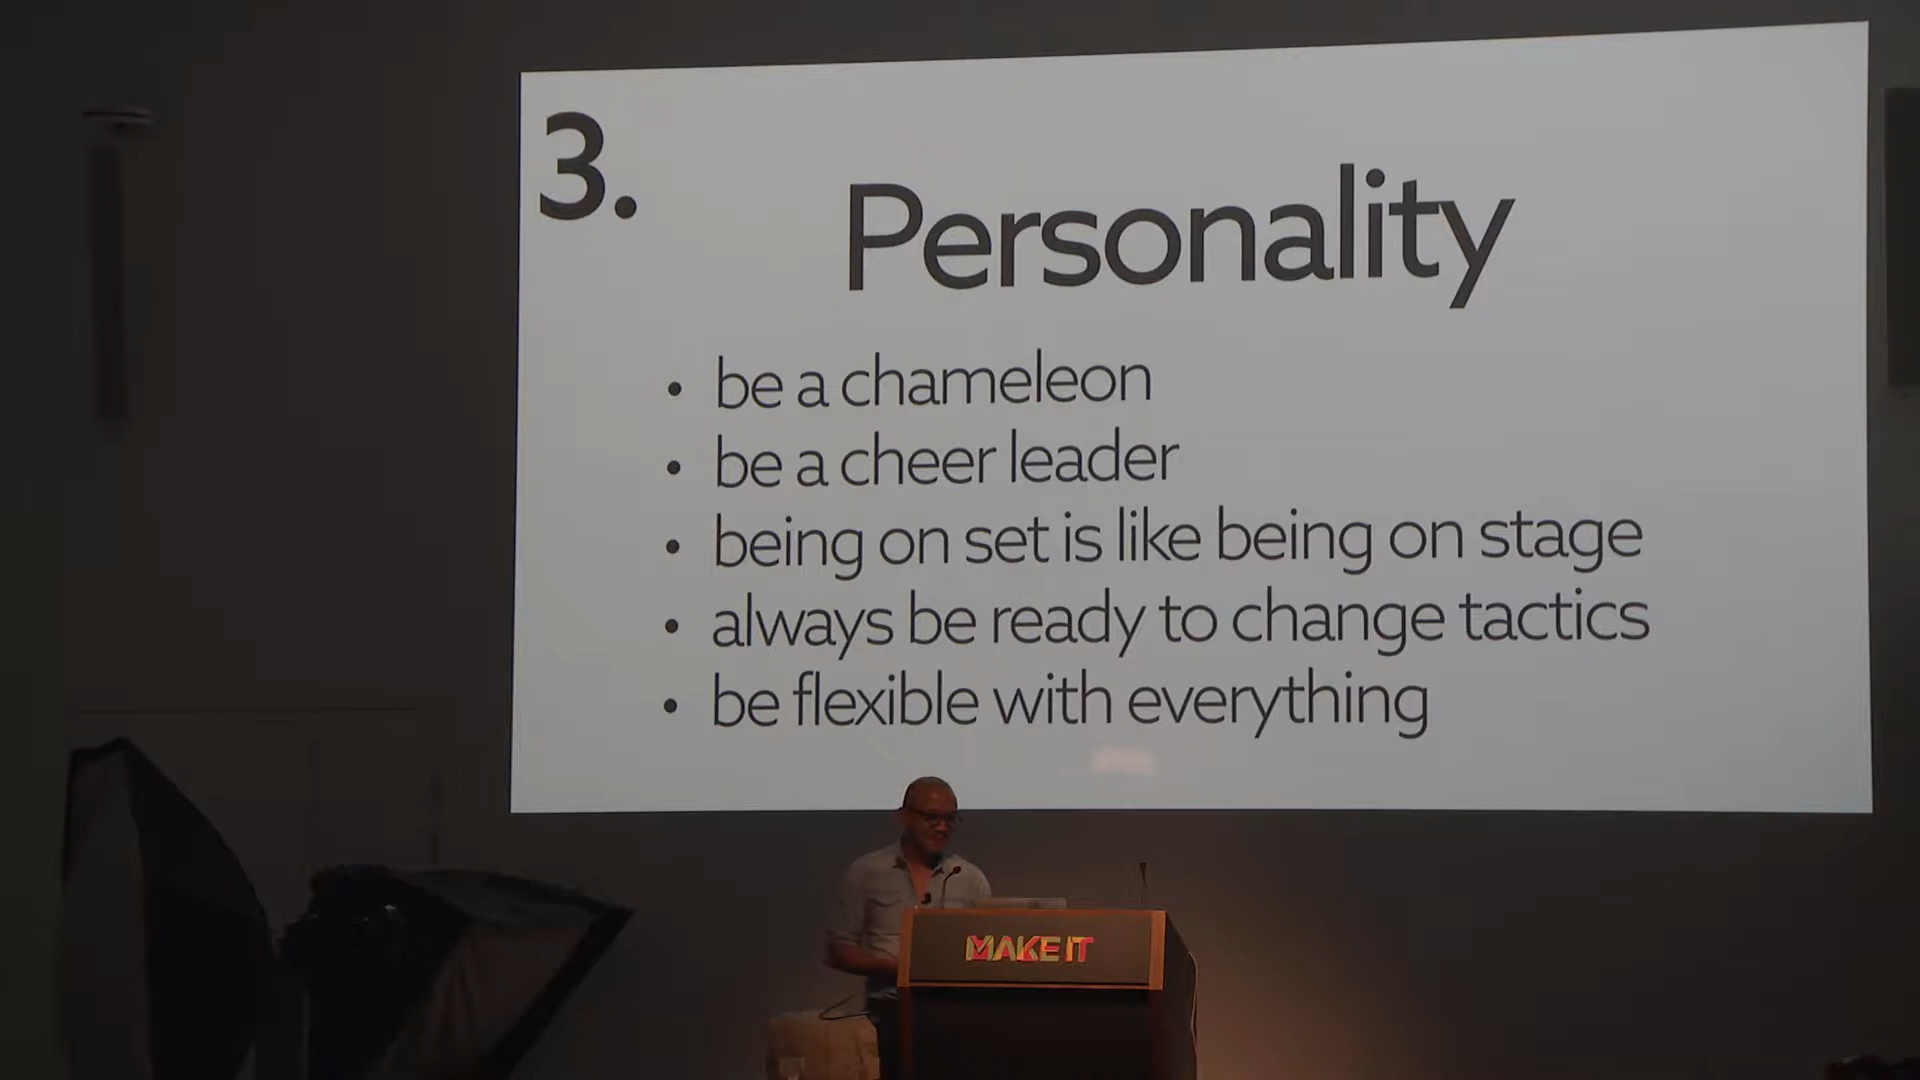 3.
Personality
• be a chameleon
• be a cheer leader
• being on set is like being on stage
• always be ready to change tactics
• be flexible with everything
MAKE IT